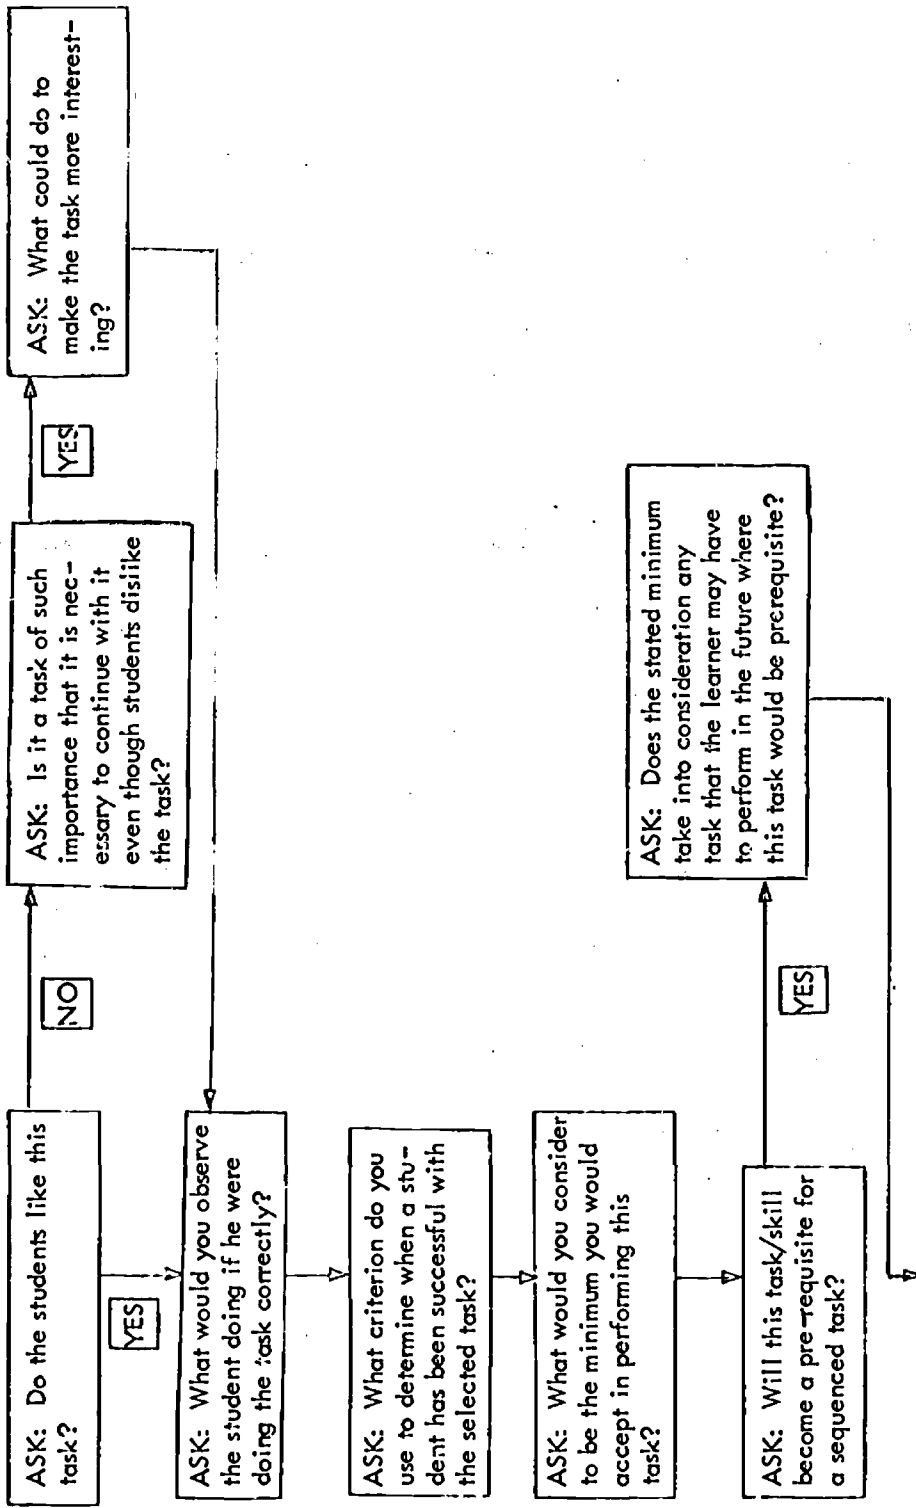 ASK: Do the students like this
task?
NO
ASK: Is it a task of such
importance that it is nec-
essary to continue with it
even though students dislike
the task?
YES
ASK: What could do to
make the task more interest-
ing?
YES
ASK: What would you observe
the student doing if he were
doing the task correctly?
ASK: What criterion do you
use to determine when a stu-
dent has been successful with
the selected task?
ASK: What would you consider
to be the minimum you would
accept in performing this
task?
ASK: Will this task/skill
become a pre-requisite for
a sequenced task?
YES
ASK: Does the stated minimum
take into consideration any
task that the learner may have
to perform in the future where
this task would be prerequisite?